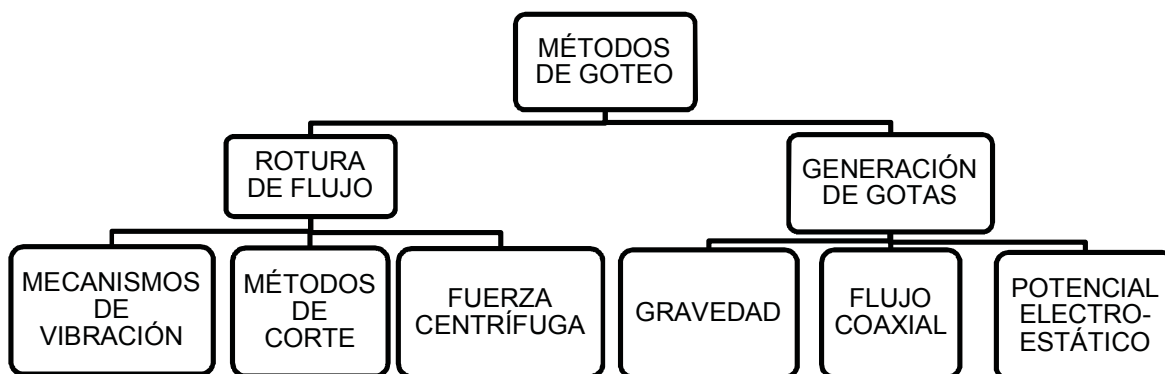 MÉTODOS
DE GOTEO
ROTURA
DE FLUJO
GENERACIÓN
DE GOTAS
MECANISMOS
DE
VIBRACIÓN
MÉTODOS
DE
CORTE
FUERZA
CENTRÍFUGA
GRAVEDAD
FLUJO
COAXIAL
POTENCIAL
ELECTRO-
ESTÁTICO